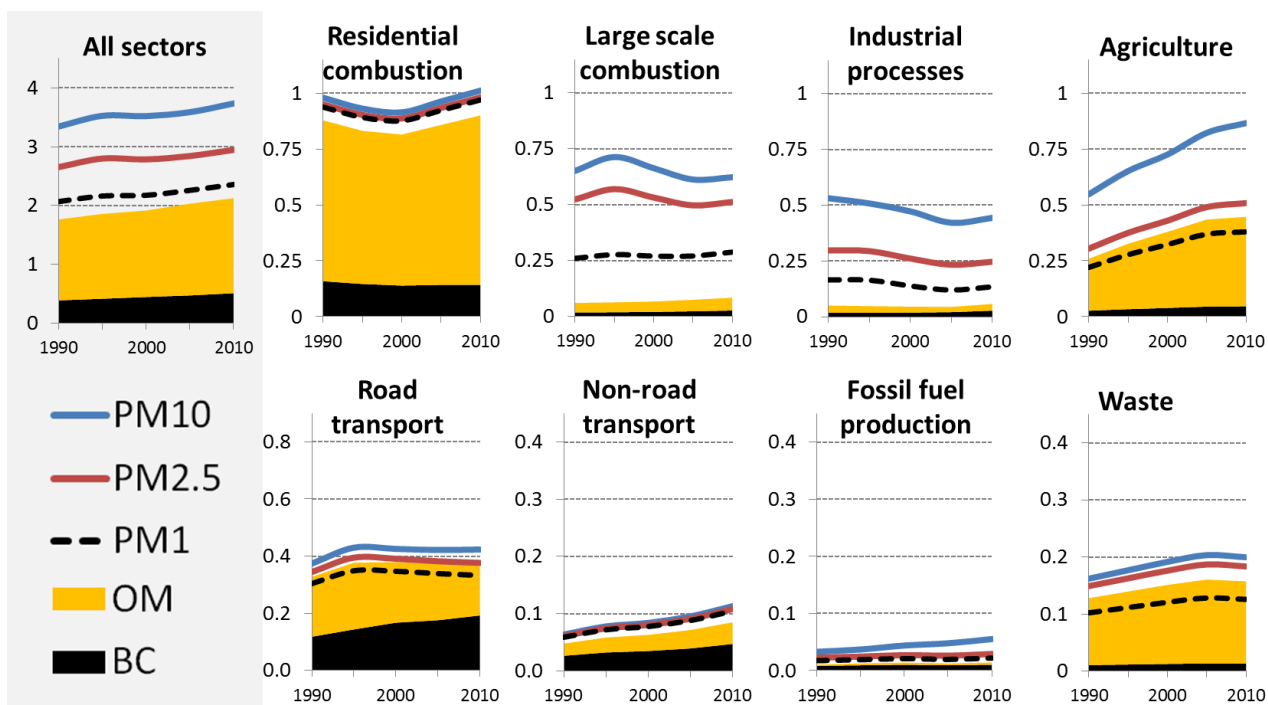 All sectors
4
3
2
1
0
1990 2000 2010
Residential
combustion
1
0.75
0.5
0.25
0
1990 2000 2010
Large scale
combustion
1
0.75
0.5
0.25
0
1990 2000 2010
Industrial
processes
1
0.75
0.5
0.25
0
1990 2000 2010
Agriculture
1
0.75
0.5
0.25
0
1990 2000 2010
PM10
PM2.5
PM1
OM
BC
Road
transport
0.8
0.6
0.4
0.2
0.0
1990 2000 2010
Non-road
transport
0.4
0.3
0.2
0.1
0.0
1990 2000 2010
Fossil fuel
production
0.4
0.3
0.2
0.1
0.0
1990 2000 2010
Waste
0.4
0.3
0.2
0.1
0
1990 2000 2010